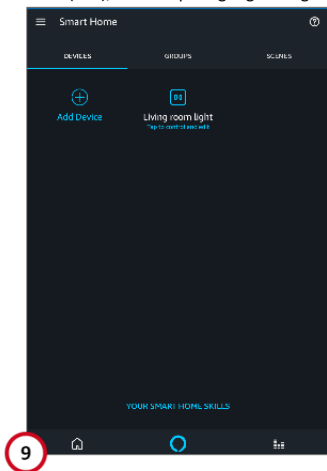 Smart Home
DEVICES GROUPS SCENES
Add Device
Living room light
Tap to control and edit
YOUR SMART HOME SKILLS
9